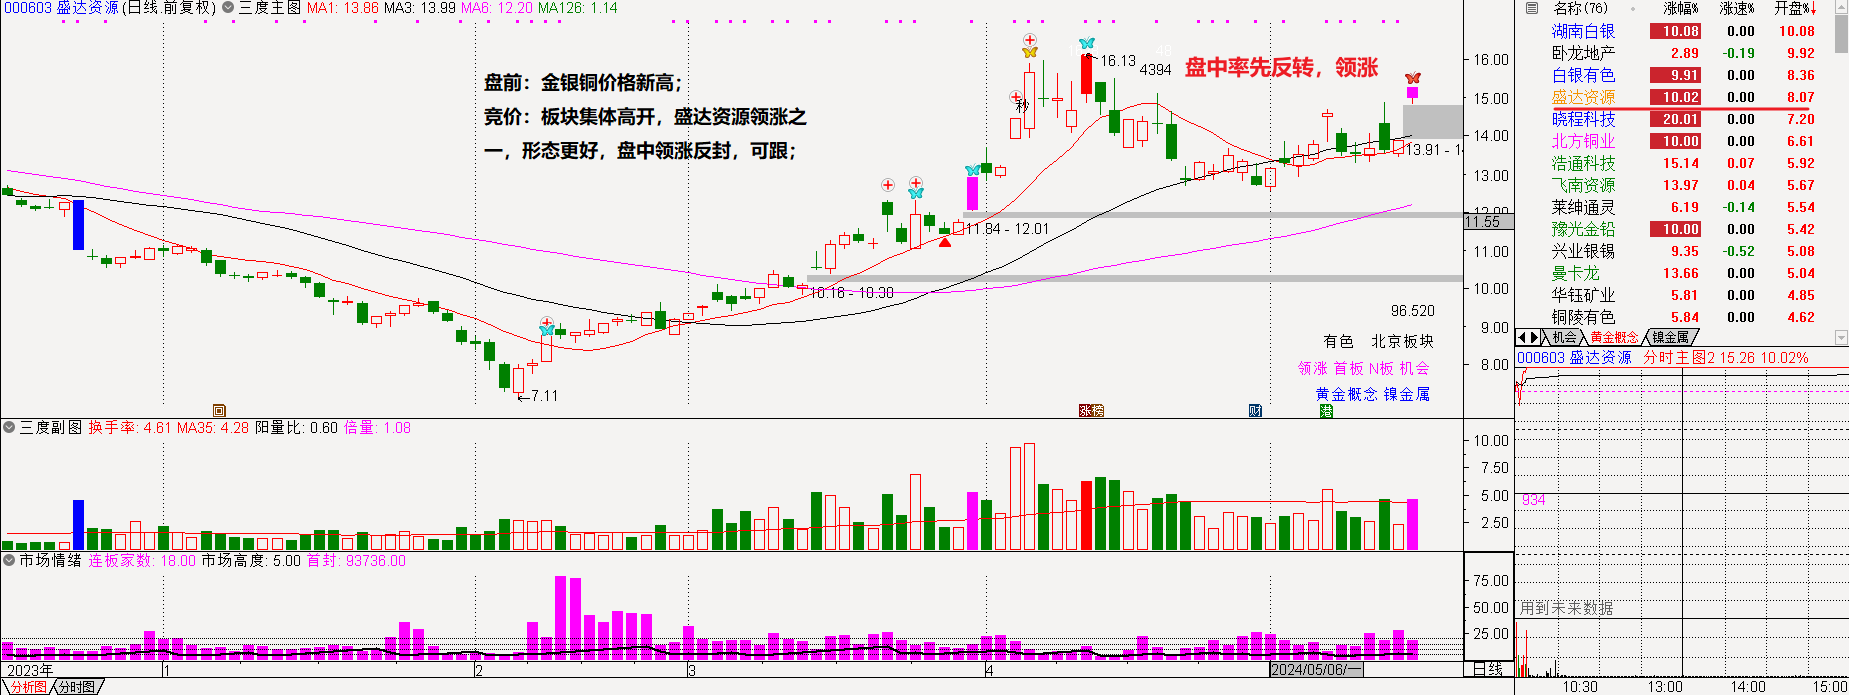 000603 盛达资源(日线.前复权) 三度主图 MA1: 13.86 MA3: 13.99 MA6: 12.20 MA126: 1.14
盘前：金银铜价格新高；
竞价：板块集体高开，盛达资源领涨之
一，形态更好，盘中领涨反封，可跟；
盘中率先反转，领涨
16.13
4394
秒
13.91 - 1
11.84 - 12.01
10.18 - 10.30
7.11
96.520
有色 北京板块
领涨 首板 N板 机会
黄金概念 镍金属
回
涨榜
财
港
16.00
15.00
14.00
13.00
12.00
11.55
11.00
10.00
9.00
8.00
三度副图 换手率: 4.61 MA35: 4.28 阳量比: 0.60 倍量: 1.08
10.00
7.50
5.00
2.50
市场情绪 连板家数: 18.00 市场高度: 5.00 首封: 93736.00
75.00
50.00
25.00
2023年 1 2 3 4 2024/05/06/一 日线
分析图 分时图
名称(76) 涨幅% 涨速% 开盘%↓
湖南白银 10.08 0.00 10.08
卧龙地产 2.89 -0.19 9.92
白银有色 9.91 0.00 8.36
盛达资源 10.02 0.00 8.07
晓程科技 20.01 0.00 7.20
北方铜业 10.00 0.00 6.61
浩通科技 15.14 0.07 5.92
飞南资源 13.97 0.04 5.67
莱绅通灵 6.19 -0.14 5.54
豫光金铅 10.00 0.00 5.42
兴业银锡 9.35 -0.52 5.08
曼卡龙 13.66 0.00 5.04
华钰矿业 5.81 0.00 4.85
铜陵有色 5.84 0.00 4.62
机会 黄金概念 镍金属
000603 盛达资源 分时主图2 15.26 10.02%
934
用到未来数据
10:30 13:00 14:00 15:00